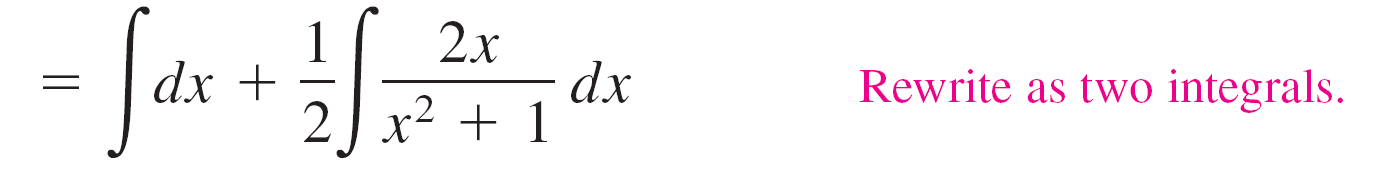 = ∫ dx + 1/2 ∫ 2x/(x² + 1) dx Rewrite as two integrals.